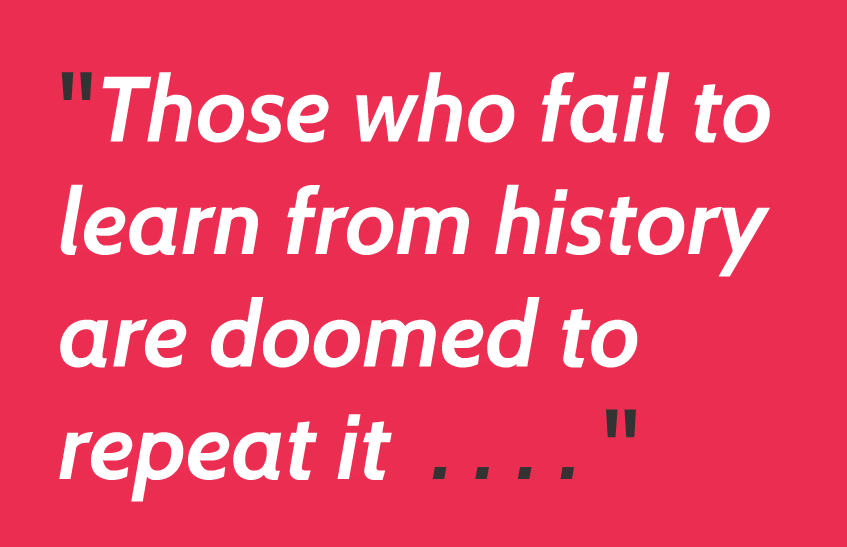 "Those who fail to
learn from history
are doomed to
repeat it . . . . "